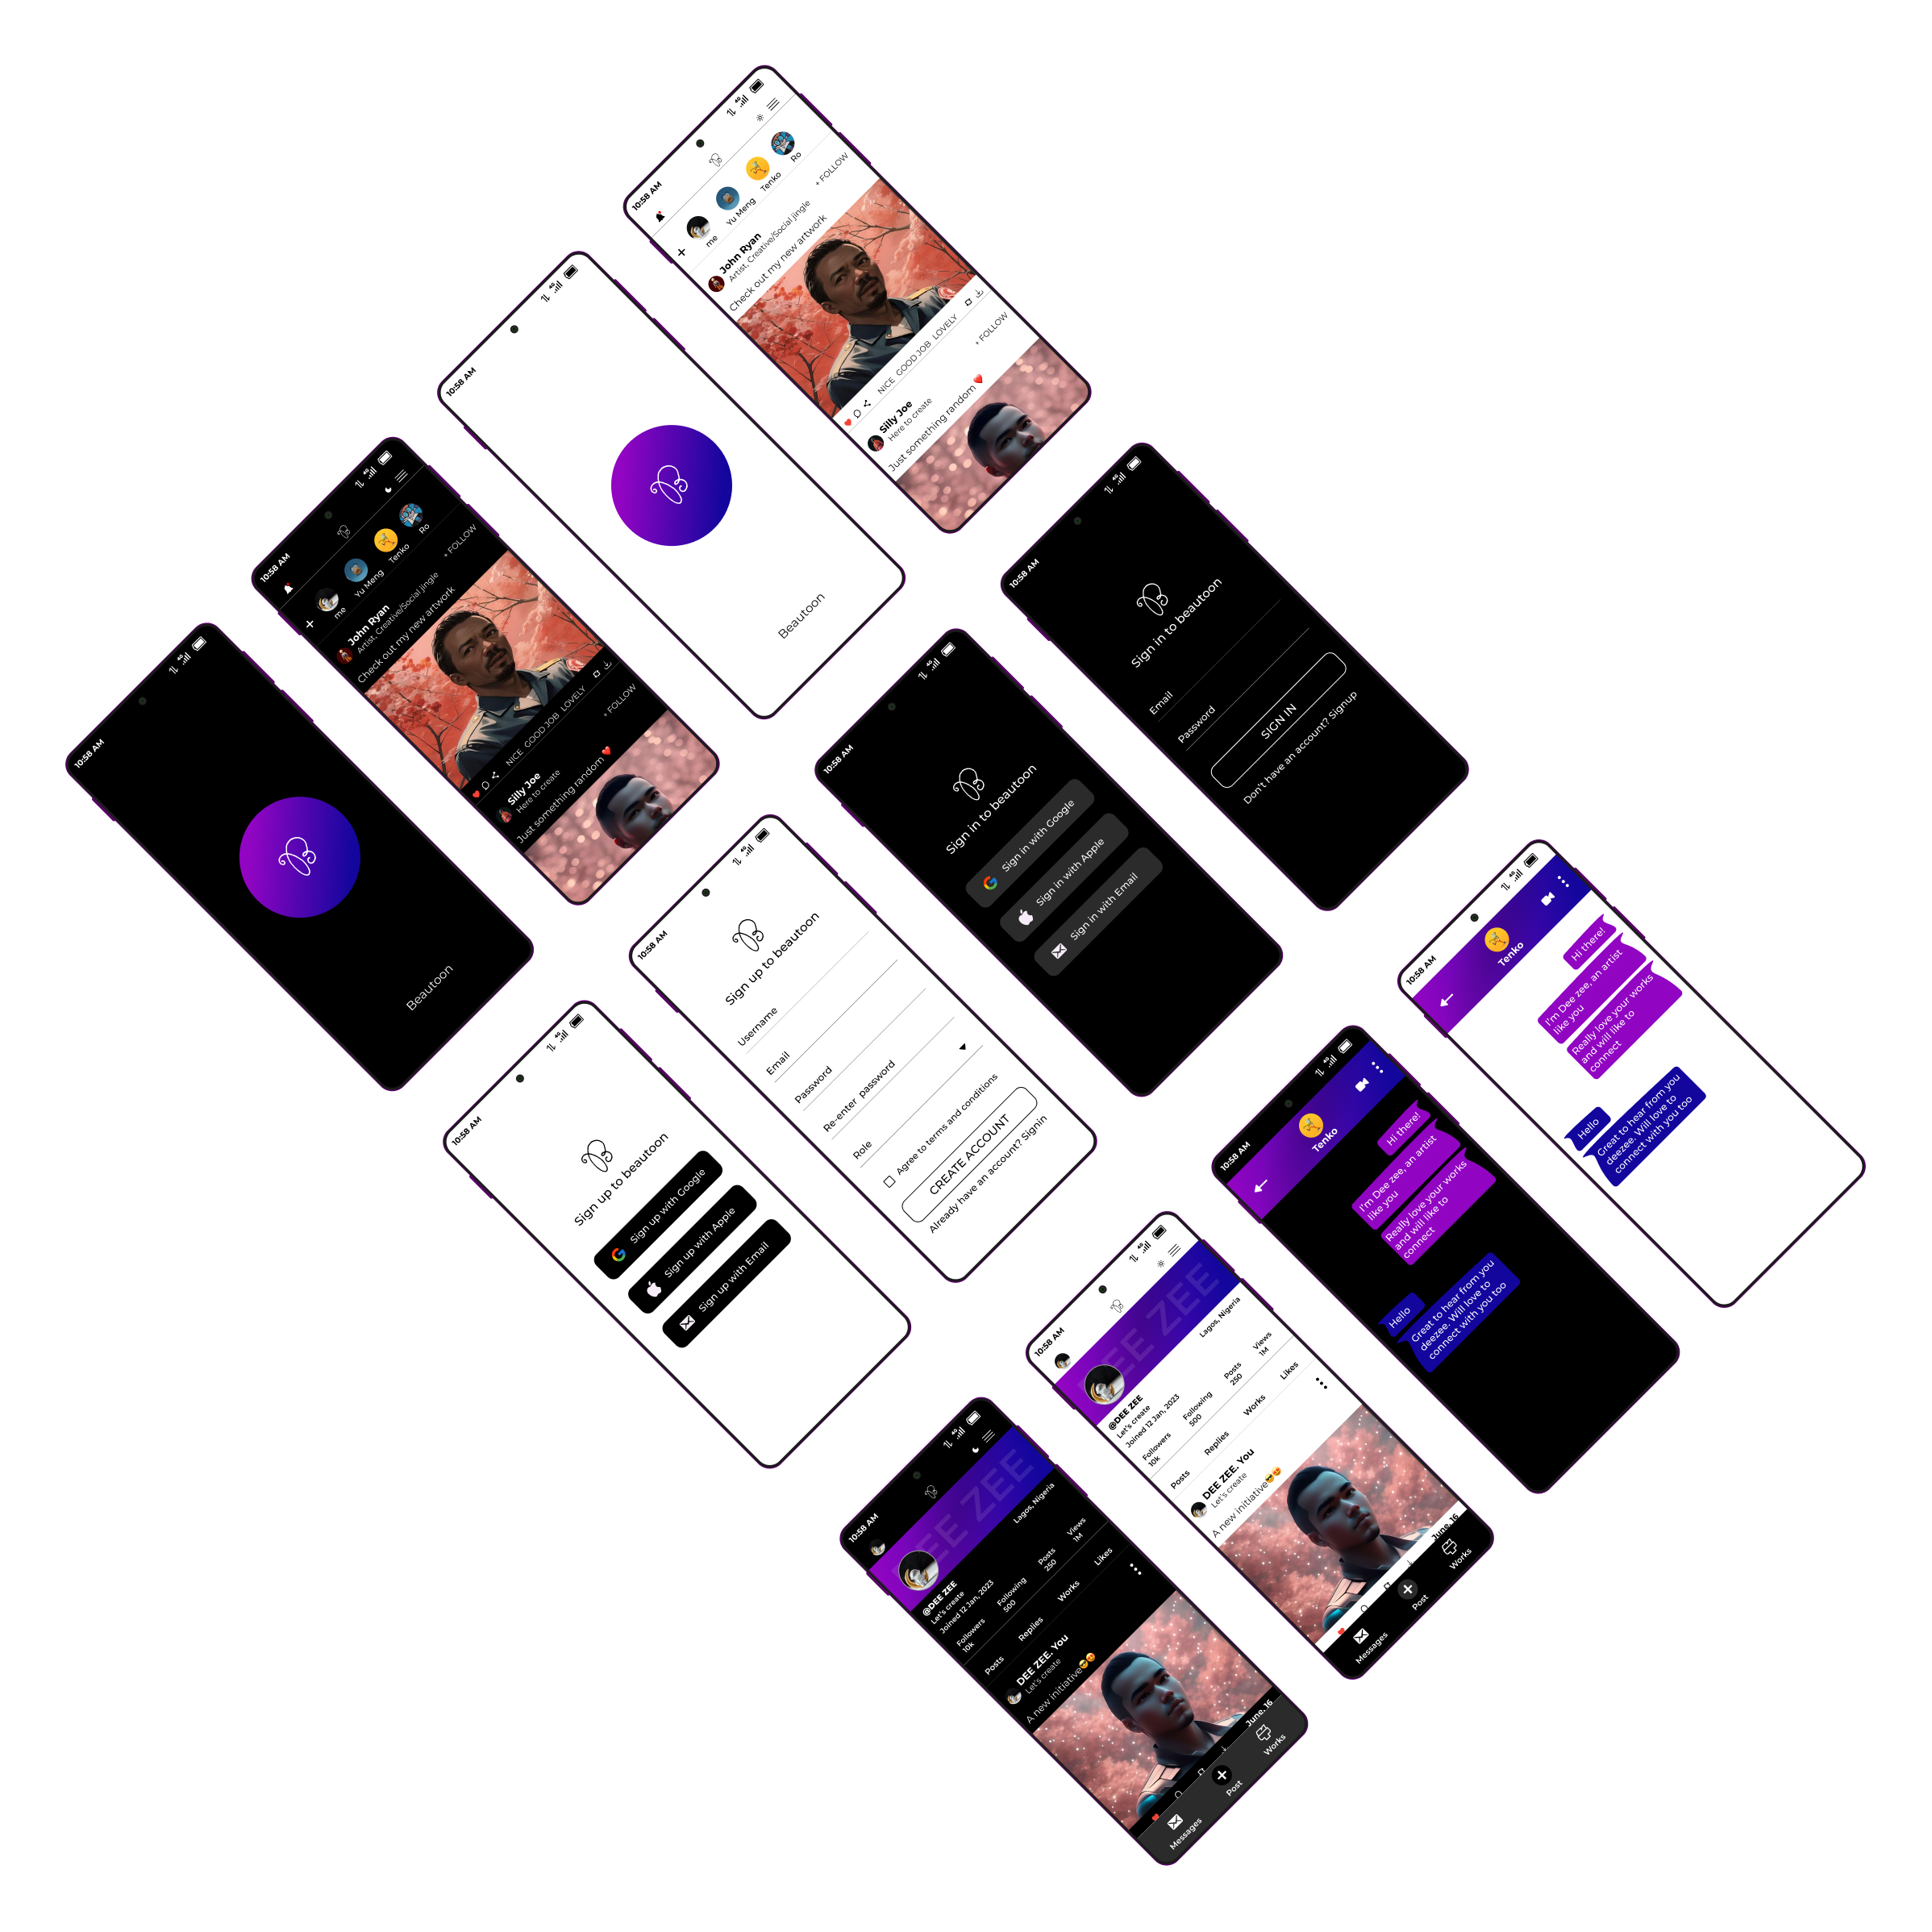 10:58 AM
4G
me
Yu Meng
Tenko
Ro
John Ryan
Artist, Creative/Social jingle
+ FOLLOW
Check out my new artwork
NICE GOOD JOB LOVELY
Silly Joe
Here to create
+ FOLLOW
Just something random ❤️
10:58 AM
4G
Beautoon
10:58 AM
4G
me
Yu Meng
Tenko
Ro
John Ryan
Artist, Creative/Social jingle
+ FOLLOW
Check out my new artwork
NICE GOOD JOB LOVELY
Silly Joe
Here to create
+ FOLLOW
Just something random ❤️
10:58 AM
4G
Beautoon
10:58 AM
4G
Sign in to beautoon
Email
Password
SIGN IN
Don't have an account? Signup
10:58 AM
4G
Sign in to beautoon
Sign in with Google
Sign in with Apple
Sign in with Email
10:58 AM
4G
Sign up to beautoon
Username
Email
Password
Re-enter password
Role
Agree to terms and conditions
CREATE ACCOUNT
Already have an account? Signin
10:58 AM
4G
Sign up to beautoon
Sign up with Google
Sign up with Apple
Sign up with Email
10:58 AM
4G
Tenko
Hi there!
I'm Dee zee, an artist
like you
Really love your works
and will like to
connect
Hello
Great to hear from you
deezee. Will love to
connect with you too
10:58 AM
4G
Tenko
Hi there!
I'm Dee zee, an artist
like you
Really love your works
and will like to
connect
Hello
Great to hear from you
deezee. Will love to
connect with you too
10:58 AM
4G
DEE ZEE
@DEE ZEE
Let's create
Joined 12 Jan, 2023
Lagos, Nigeria
Followers
10k
Following
500
Posts
250
Views
1M
Posts
Replies
Works
Likes
DEE ZEE. You
Let's create
A new initiative😎😍
June, 16
Messages
Post
Works
10:58 AM
4G
DEE ZEE
@DEE ZEE
Let's create
Joined 12 Jan, 2023
Lagos, Nigeria
Followers
10k
Following
500
Posts
250
Views
1M
Posts
Replies
Works
Likes
DEE ZEE. You
Let's create
A new initiative😎😍
June, 16
Messages
Post
Works